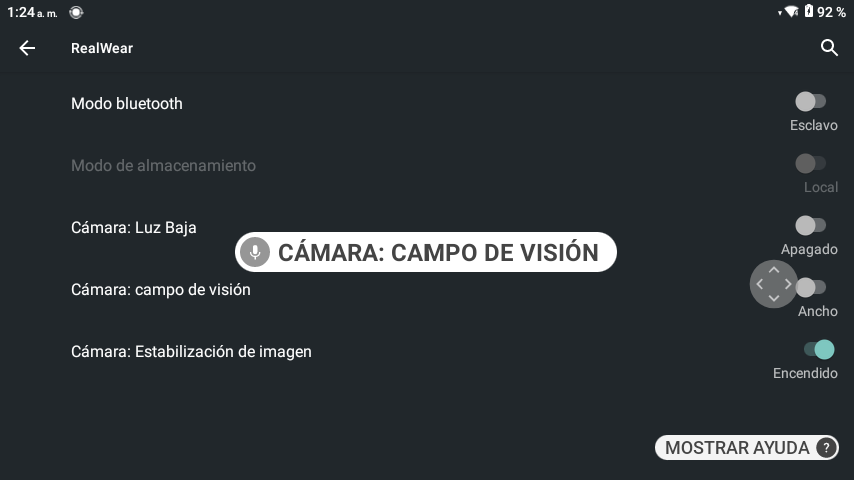 1:24 a. m. 92 %
RealWear
Modo bluetooth
Esclavo
Modo de almacenamiento
Local
Cámara: Luz Baja
Apagado
CÁMARA: CAMPO DE VISIÓN
Cámara: campo de visión
Ancho
Cámara: Estabilización de imagen
Encendido
MOSTRAR AYUDA ?